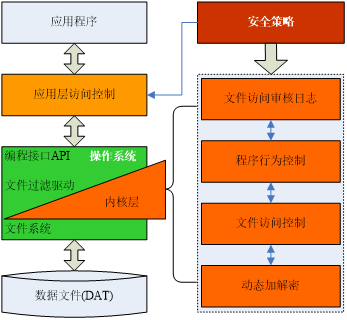 应用程序
安全策略
应用层访问控制
文件访问审核日志
编程接口API
操作系统
程序行为控制
文件过滤驱动
内核层
文件访问控制
文件系统
动态加解密
数据文件(DAT)